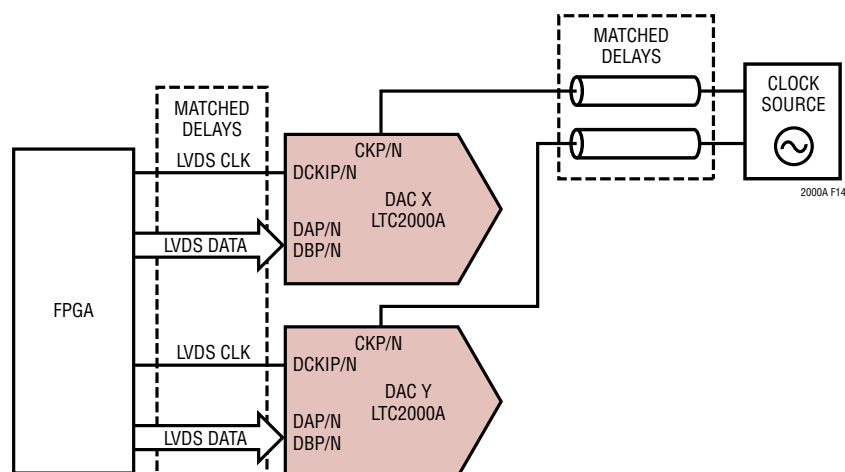 MATCHED
DELAYS
CLOCK
SOURCE
2000A F14
MATCHED
DELAYS
LVDS CLK
CKP/N
DCKIP/N
DAC X
LTC2000A
DAP/N
DBP/N
LVDS DATA
FPGA
LVDS CLK
CKP/N
DCKIP/N
DAC Y
LTC2000A
DAP/N
DBP/N
LVDS DATA